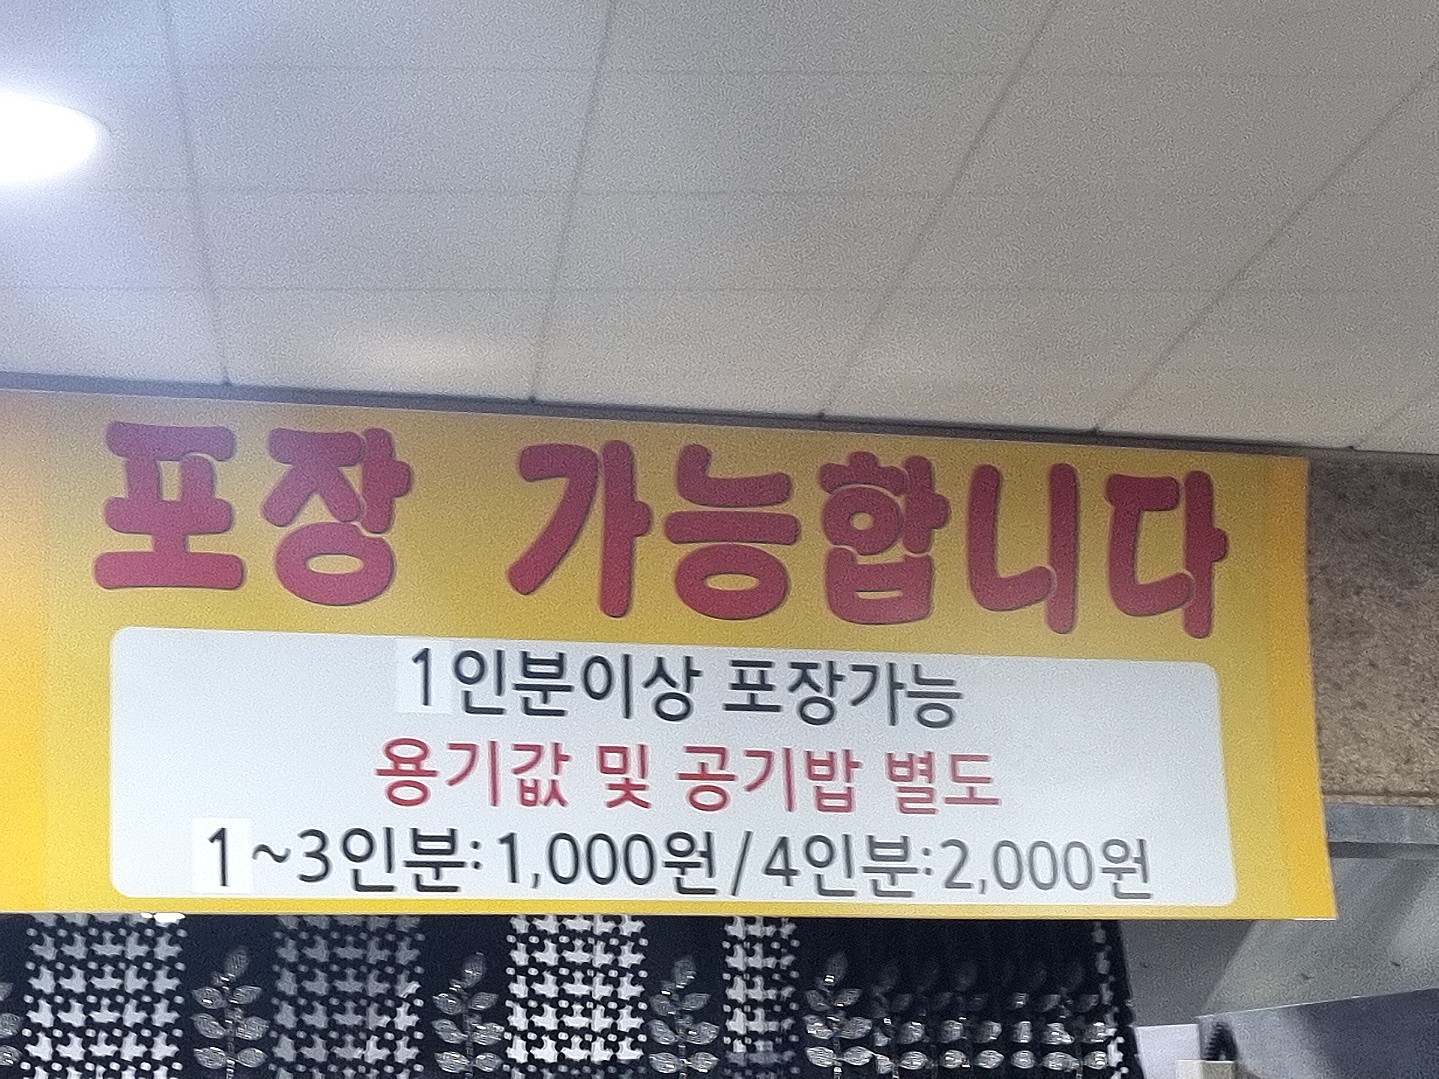 포장 가능합니다
1인분이상 포장가능
용기값 및 공기밥 별도
1~3인분:1,000원/4인분:2,000원